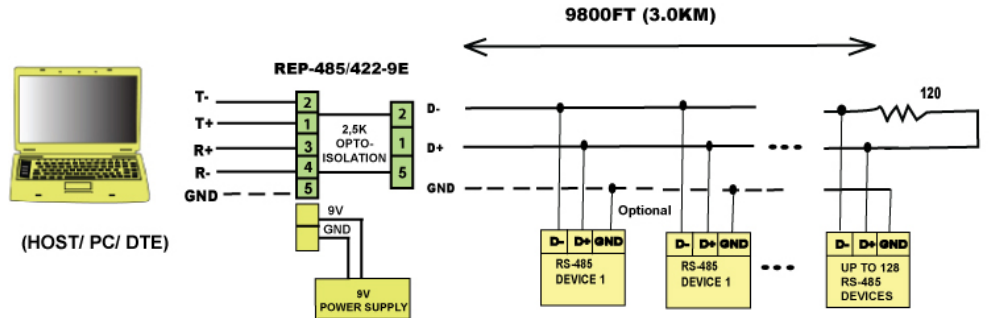 9800FT (3.0KM)
REP-485/422-9E
120
T-
2
2
D-
T+
1
2,5K
OPTO-
ISOLATION
1
D+
R+
3
R-
4
5
GND
5
GND
Optional
9V
GND
(HOST/ PC/ DTE)
D- D+ GND
RS-485
DEVICE 1
D- D+ GND
RS-485
DEVICE 1
D- D+ GND
UP TO 128
RS-485
DEVICES
9V
POWER SUPPLY